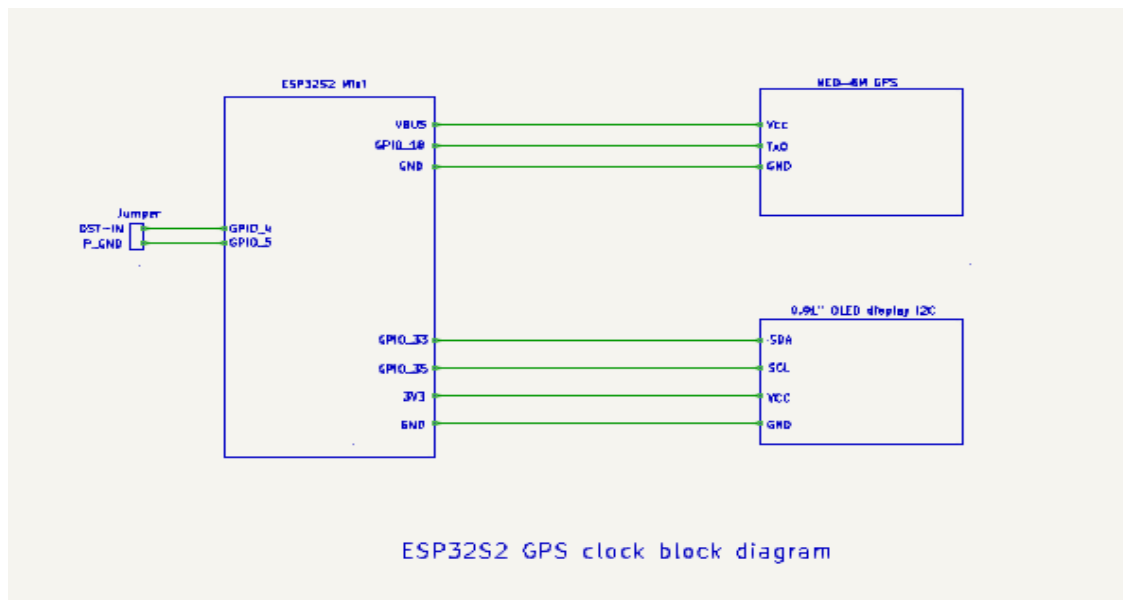 ESP32S2 Mini
NEO-6M GPS
VBUS
VCC
GPIO_18
TxD
GND
GND
Jumper
DST-IN
GPIO_4
P_GND
GPIO_5
0.91" OLED display I2C
GPIO_33
SDA
GPIO_35
SCL
3V3
VCC
GND
GND
ESP32S2 GPS clock block diagram